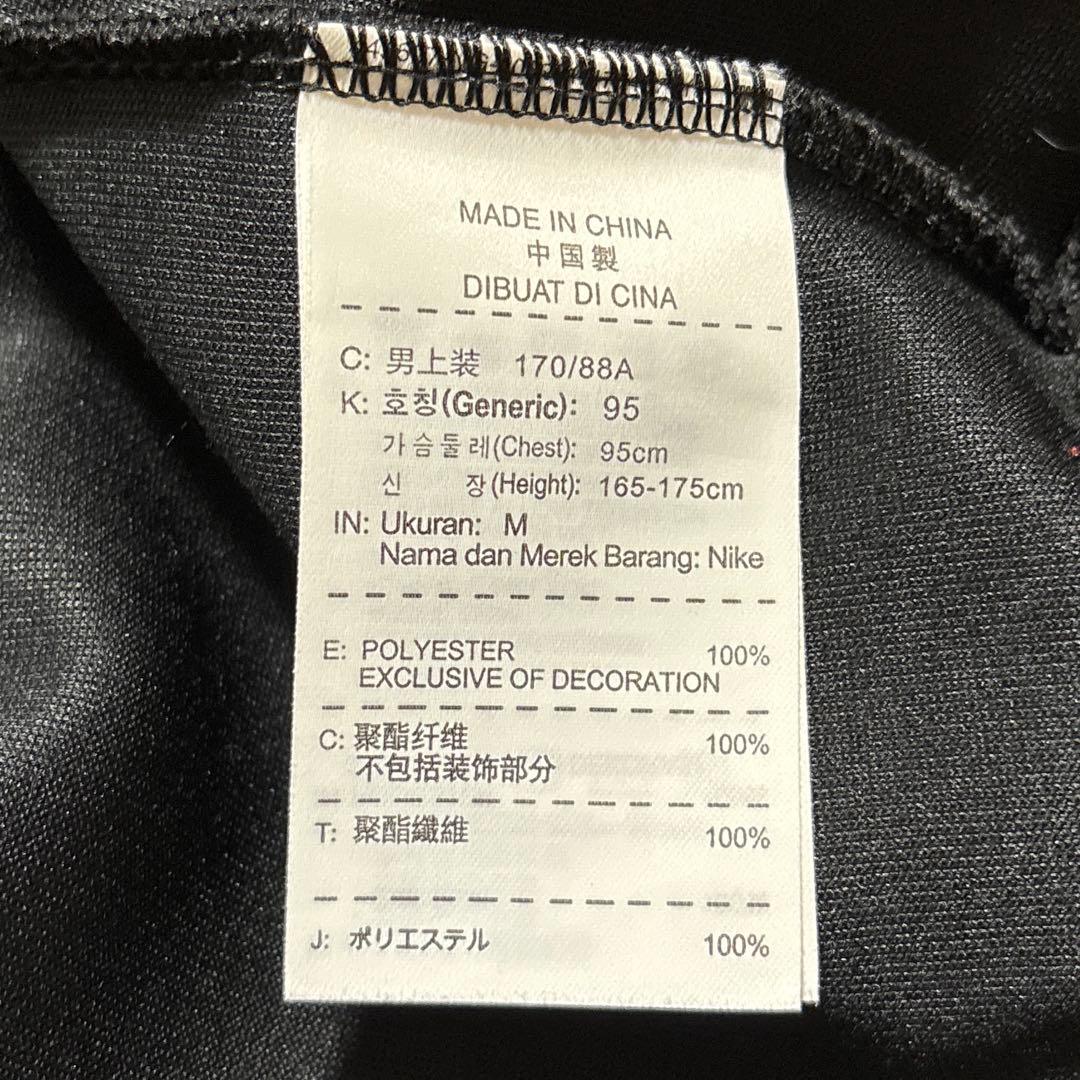 MADE IN CHINA
中国製
DIBUAT DI CINA
C: 男上装 170/88A
K: 호칭(Generic): 95
가슴둘레(Chest): 95cm
신 장(Height): 165-175cm
IN: Ukuran: M
Nama dan Merek Barang: Nike
E: POLYESTER 100%
EXCLUSIVE OF DECORATION
C: 聚酯纤维 100%
不包括装饰部分
T: 聚酯纖維 100%
J: ポリエステル 100%